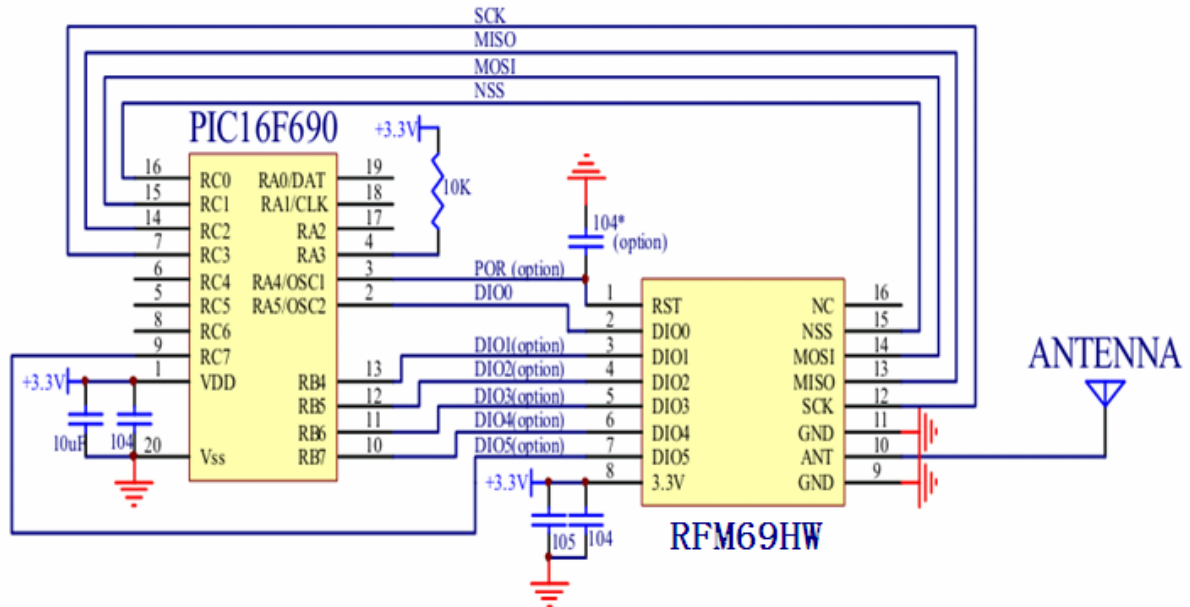 SCK
MISO
MOSI
NSS
PIC16F690
+3.3V
10K
16 RC0 RA0/DAT 19
15 RC1 RA1/CLK 18
14 RC2 RA2 17
7 RC3 RA3 4
6 RC4 RA4/OSC1 3
5 RC5 RA5/OSC2 2
8 RC6
9 RC7
1 VDD RB4 13
RB5 12
RB6 11
20 Vss RB7 10
+3.3V
10uF
104
104*
(option)
POR (option)
DIO0
DIO1(option)
DIO2(option)
DIO3(option)
DIO4(option)
DIO5(option)
+3.3V
105
104
1 RST NC 16
2 DIO0 NSS 15
3 DIO1 MOSI 14
4 DIO2 MISO 13
5 DIO3 SCK 12
6 DIO4 GND 11
7 DIO5 ANT 10
8 3.3V GND 9
RFM69HW
ANTENNA